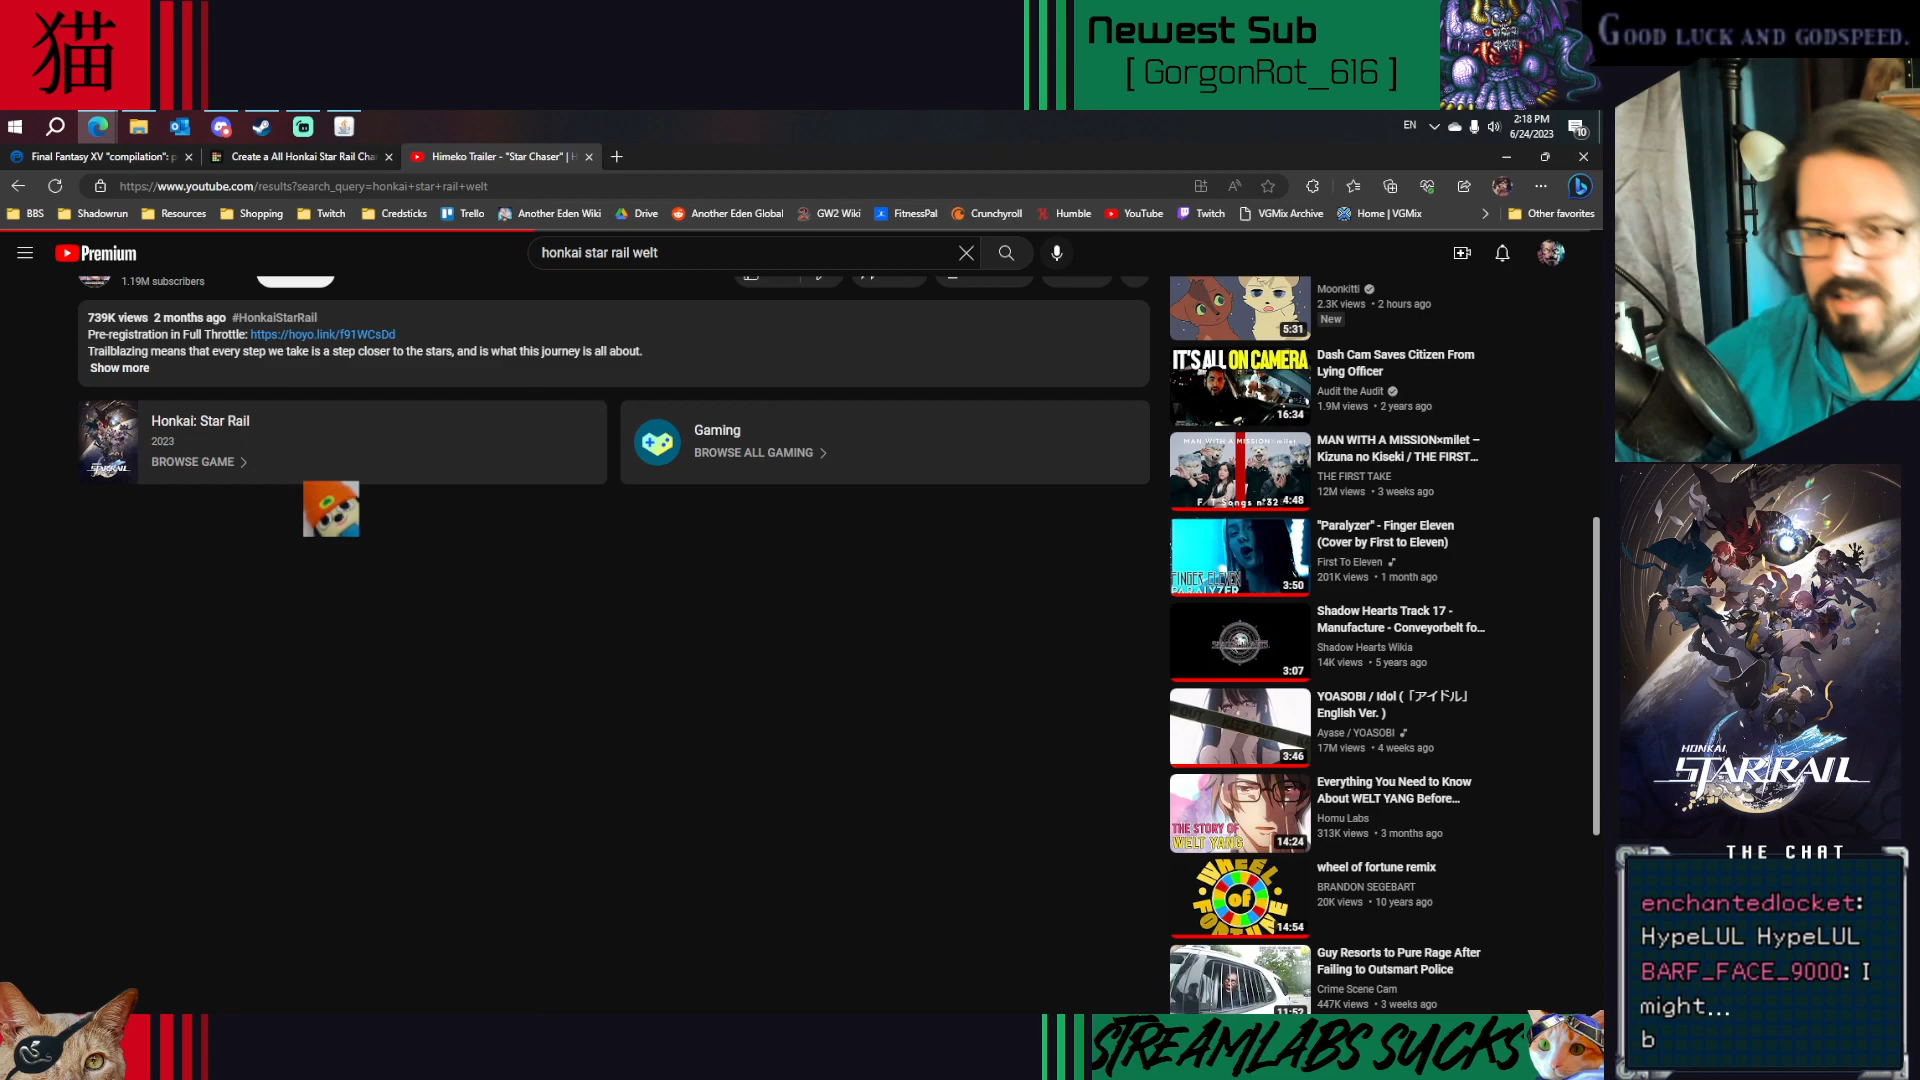 猫
Newest Sub
[ GorgonRot_616 ]
GOOD LUCK AND GODSPEED.
EN
2:18 PM
6/24/2023
10
Final Fantasy XV "compilation": p
Create a All Honkai Star Rail Cha
Himeko Trailer - "Star Chaser" | H
https://www.youtube.com/results?search_query=honkai+star+rail+welt
BBS
Shadowrun
Resources
Shopping
Twitch
Credsticks
Trello
Another Eden Wiki
Drive
Another Eden Global
GW2 Wiki
FitnessPal
Crunchyroll
Humble
YouTube
Twitch
VGMix Archive
Home | VGMix
Other favorites
Premium
honkai star rail welt
1.19M subscribers
739K views 2 months ago #HonkaiStarRail
Pre-registration in Full Throttle: https://hoyo.link/f91WCsDd
Trailblazing means that every step we take is a step closer to the stars, and is what this journey is all about.
Show more
Honkai: Star Rail
2023
BROWSE GAME
Gaming
BROWSE ALL GAMING
5:31
Moonkitti
2.3K views • 2 hours ago
New
IT'S ALL ON CAMERA
16:34
Dash Cam Saves Citizen From
Lying Officer
Audit the Audit
1.9M views • 2 years ago
MAN WITH A MISSION milet
4:48
MAN WITH A MISSION×milet –
Kizuna no Kiseki / THE FIRST...
THE FIRST TAKE
12M views • 3 weeks ago
FINGER ELEVEN
PARALYZER
3:50
"Paralyzer" - Finger Eleven
(Cover by First to Eleven)
First To Eleven
201K views • 1 month ago
3:07
Shadow Hearts Track 17 -
Manufacture - Conveyorbelt fo...
Shadow Hearts Wikia
14K views • 5 years ago
3:46
YOASOBI / Idol (「アイドル」
English Ver. )
Ayase / YOASOBI
17M views • 4 weeks ago
THE STORY OF
WELT YANG
14:24
Everything You Need to Know
About WELT YANG Before...
Homu Labs
313K views • 3 months ago
WHEEL
of
FORTUNE
14:54
wheel of fortune remix
BRANDON SEGEBART
20K views • 10 years ago
11:52
Guy Resorts to Pure Rage After
Failing to Outsmart Police
Crime Scene Cam
447K views • 3 weeks ago
HONKAI
STAR RAIL
THE CHAT
enchantedlocket:
HypeLUL HypeLUL
BARF_FACE_9000: I
might...
b
STREAMLABS SUCKS